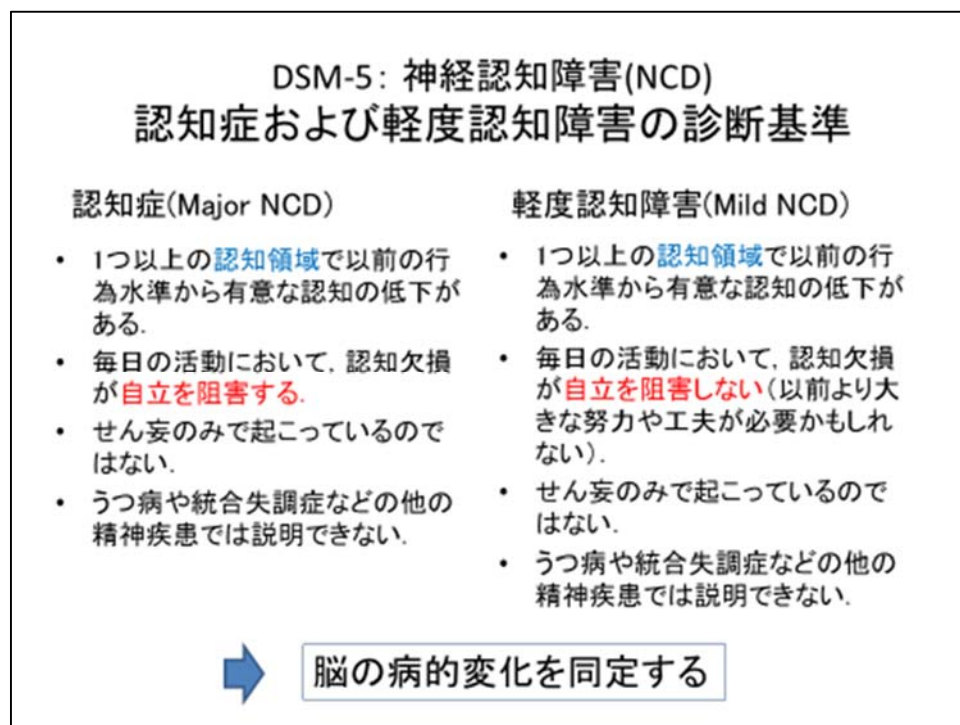 DSM-5: 神経認知障害(NCD)
認知症および軽度認知障害の診断基準
認知症(Major NCD)
• 1つ以上の認知領域で以前の行
為水準から有意な認知の低下が
ある.
• 毎日の活動において, 認知欠損
が自立を阻害する.
• せん妄のみで起こっているので
はない.
• うつ病や統合失調症などの他の
精神疾患では説明できない.
軽度認知障害(Mild NCD)
• 1つ以上の認知領域で以前の行
為水準から有意な認知の低下が
ある.
• 毎日の活動において, 認知欠損
が自立を阻害しない(以前より大
きな努力や工夫が必要かもしれ
ない).
• せん妄のみで起こっているので
はない.
• うつ病や統合失調症などの他の
精神疾患では説明できない.
脳の病的変化を同定する